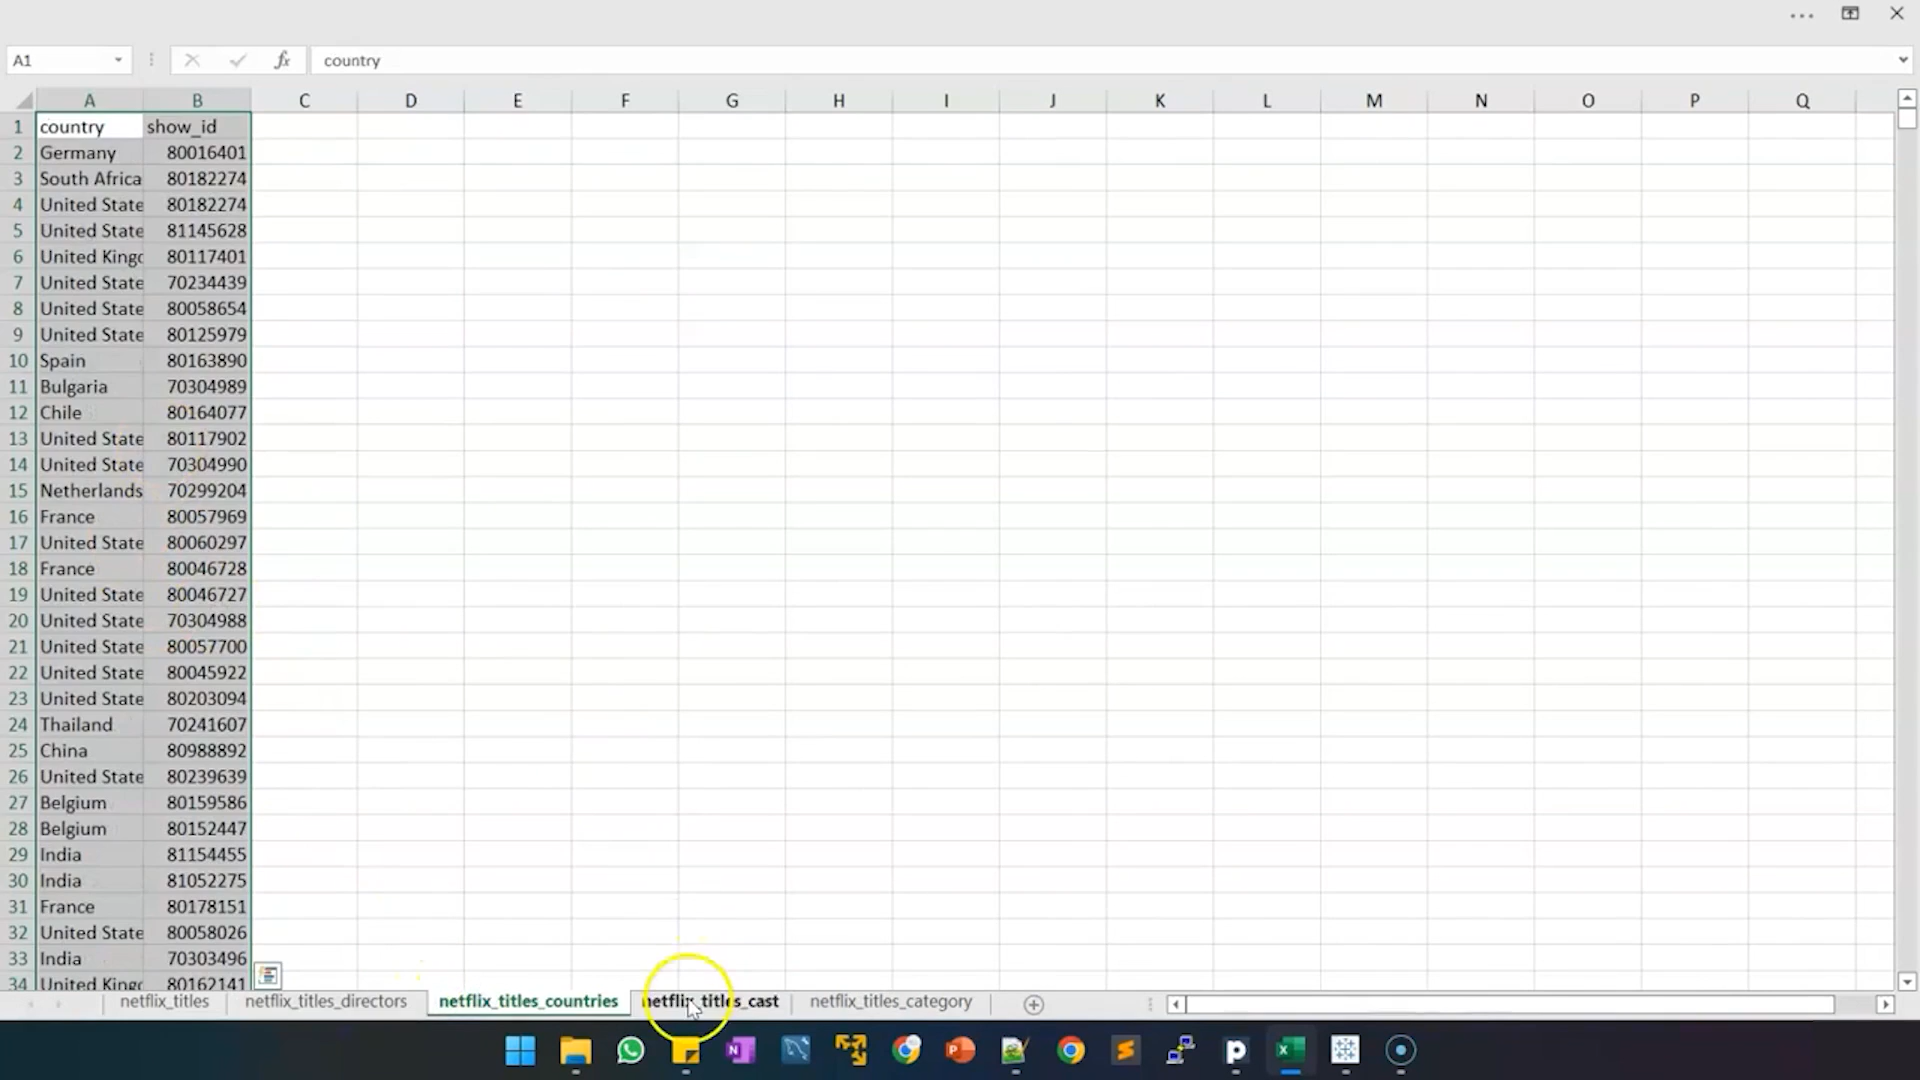 A1 country
A B C D E F G H I J K L M N O P Q
1 country show_id
2 Germany 80016401
3 South Africa 80182274
4 United State 80182274
5 United State 81145628
6 United Kingd 80117401
7 United State 70234439
8 United State 80058654
9 United State 80125979
10 Spain 80163890
11 Bulgaria 70304989
12 Chile 80164077
13 United State 80117902
14 United State 70304990
15 Netherlands 70299204
16 France 80057969
17 United State 80060297
18 France 80046728
19 United State 80046727
20 United State 70304988
21 United State 80057700
22 United State 80045922
23 United State 80203094
24 Thailand 70241607
25 China 80988892
26 United State 80239639
27 Belgium 80159586
28 Belgium 80152447
29 India 81154455
30 India 81052275
31 France 80178151
32 United State 80058026
33 India 70303496
34 United Kingd 80162141
netflix_titles netflix_titles_directors netflix_titles_countries netflix_titles_cast netflix_titles_category